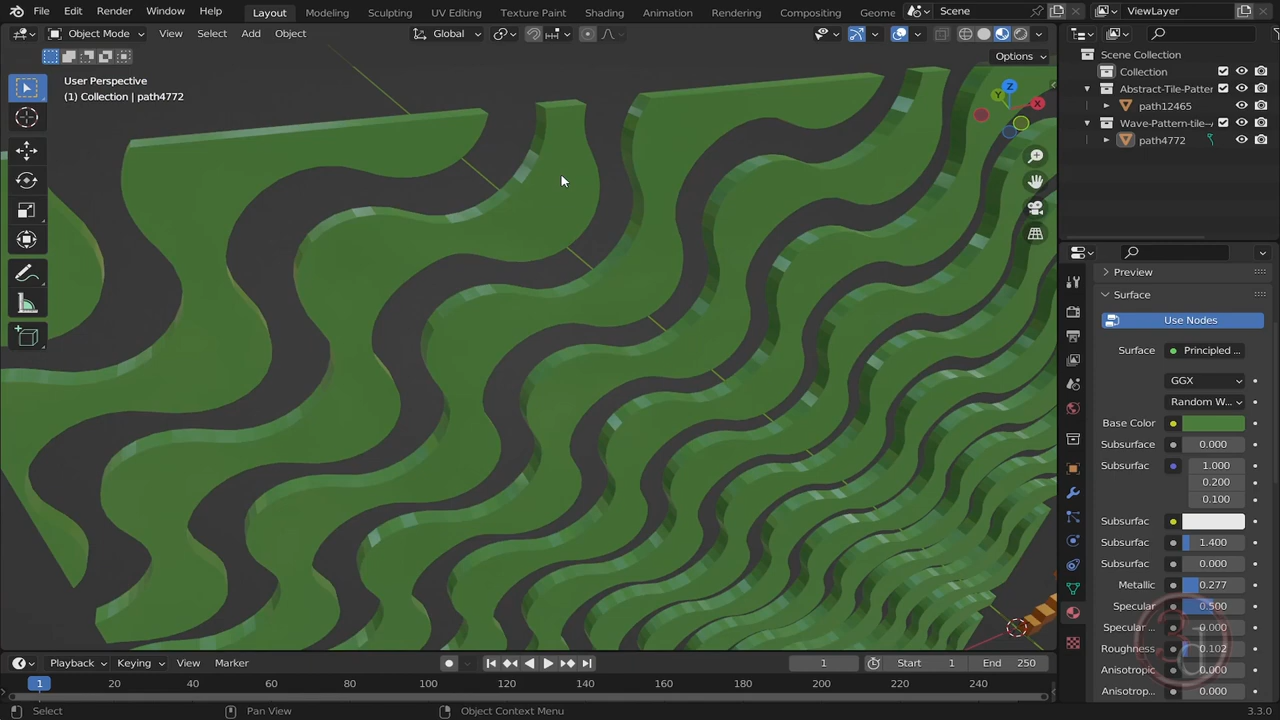 File Edit Render Window Help Layout Modeling Sculpting UV Editing Texture Paint Shading Animation Rendering Compositing Geome Scene ViewLayer
Object Mode View Select Add Object Global
Options
User Perspective
(1) Collection | path4772
Z
Y
X
Scene Collection
Collection
Abstract-Tile-Patter
path12465
Wave-Pattern-tile-
path4772
Preview
Surface
Use Nodes
Surface Principled ...
GGX
Random W...
Base Color
Subsurface 0.000
Subsurfac 1.000
0.200
0.100
Subsurfac
Subsurfac 1.400
Subsurfac 0.000
Metallic 0.277
Specular 0.500
Specular ... 0.000
Roughness 0.102
Anisotropic 0.000
Anisotrop... 0.000
Playback Keying View Marker 1 Start 1 End 250
1 20 40 60 80 100 120 140 160 180 200 220 240
Select Pan View Object Context Menu 3.3.0